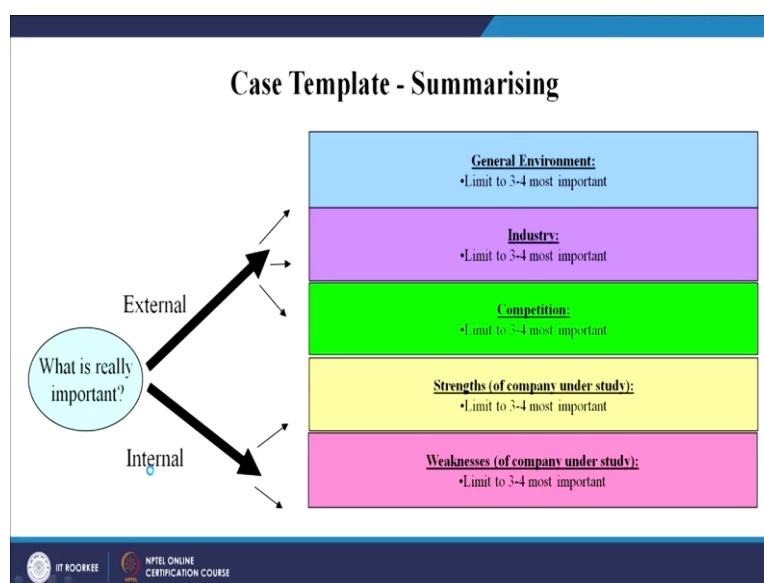 Case Template - Summarising
General Environment:
•Limit to 3-4 most important
Industry:
•Limit to 3-4 most important
External
Competition:
•Limit to 3-4 most important
What is really
important?
Strengths (of company under study):
•Limit to 3-4 most important
Internal
Weaknesses (of company under study):
•Limit to 3-4 most important
IIT ROORKEE
NPTEL ONLINE
CERTIFICATION COURSE
NPTEL